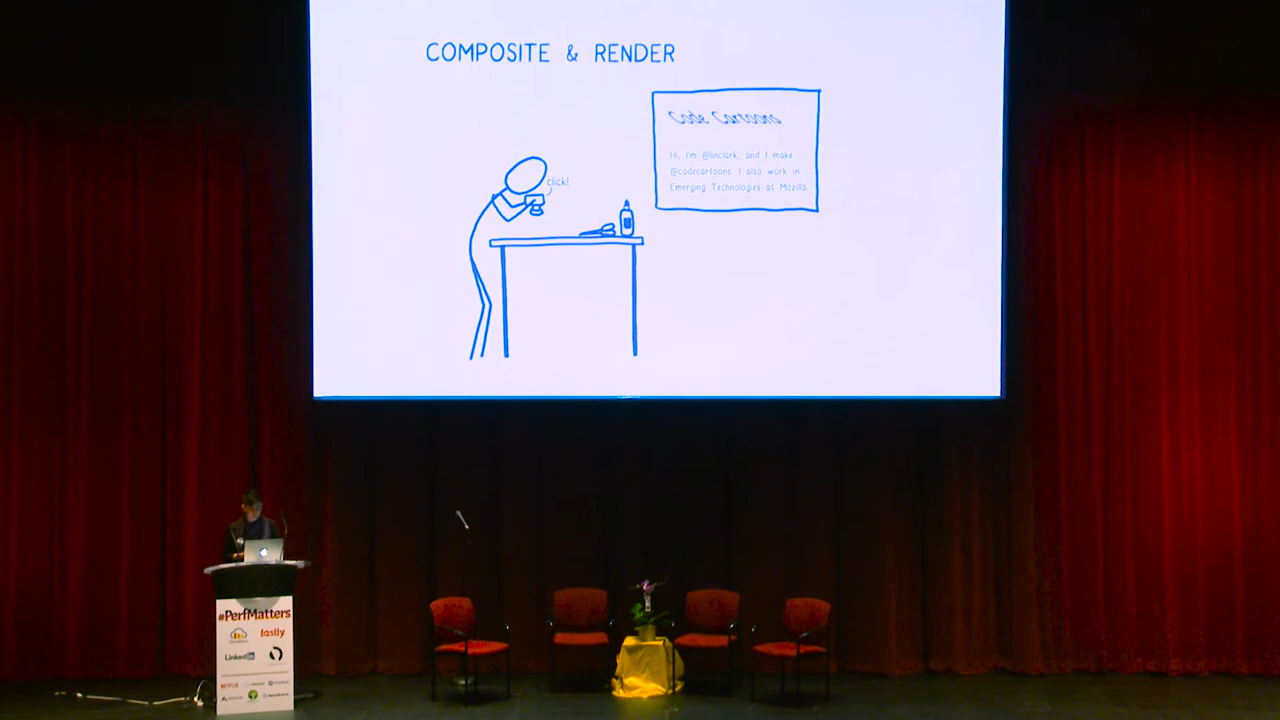 COMPOSITE & RENDER
Code Cartoons
Hi, I'm @linclark, and I make
@codecartoons. I also work in
Emerging Technologies at Mozilla.
click!
#PerfMatters
fastly
LinkedIn
NETFLIX